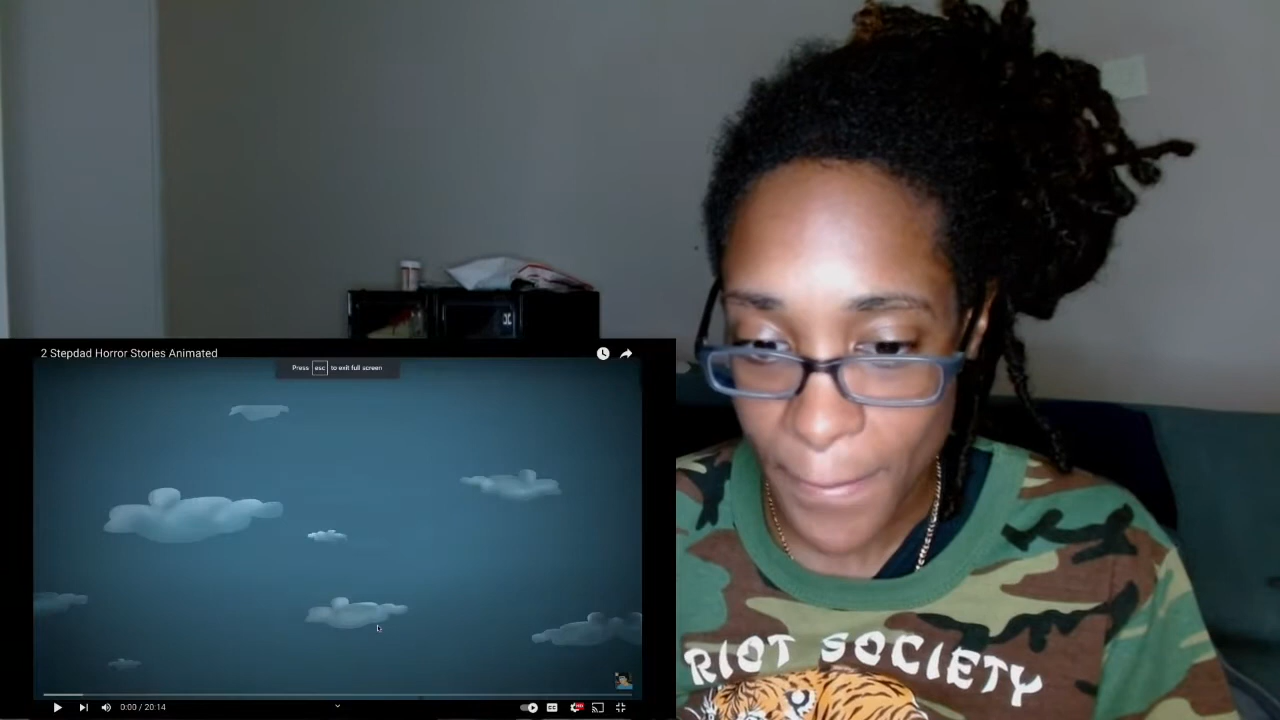 2 Stepdad Horror Stories Animated
Press esc to exit full screen
0:00 / 20:14
RIOT SOCIETY